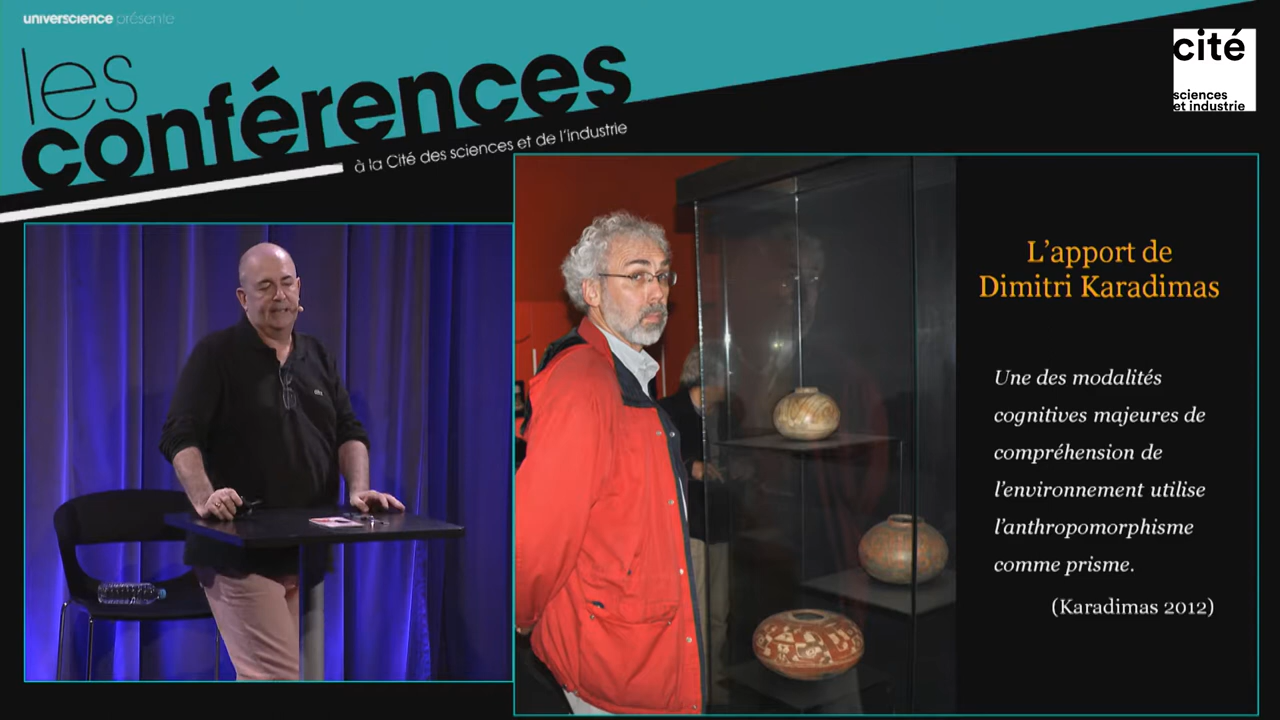 universcience présente
les
conférences
à la Cité des sciences et de l'industrie
cité
sciences
et industrie
L'apport de
Dimitri Karadimas
Une des modalités
cognitives majeures de
compréhension de
l'environnement utilise
l'anthropomorphisme
comme prisme.
(Karadimas 2012)